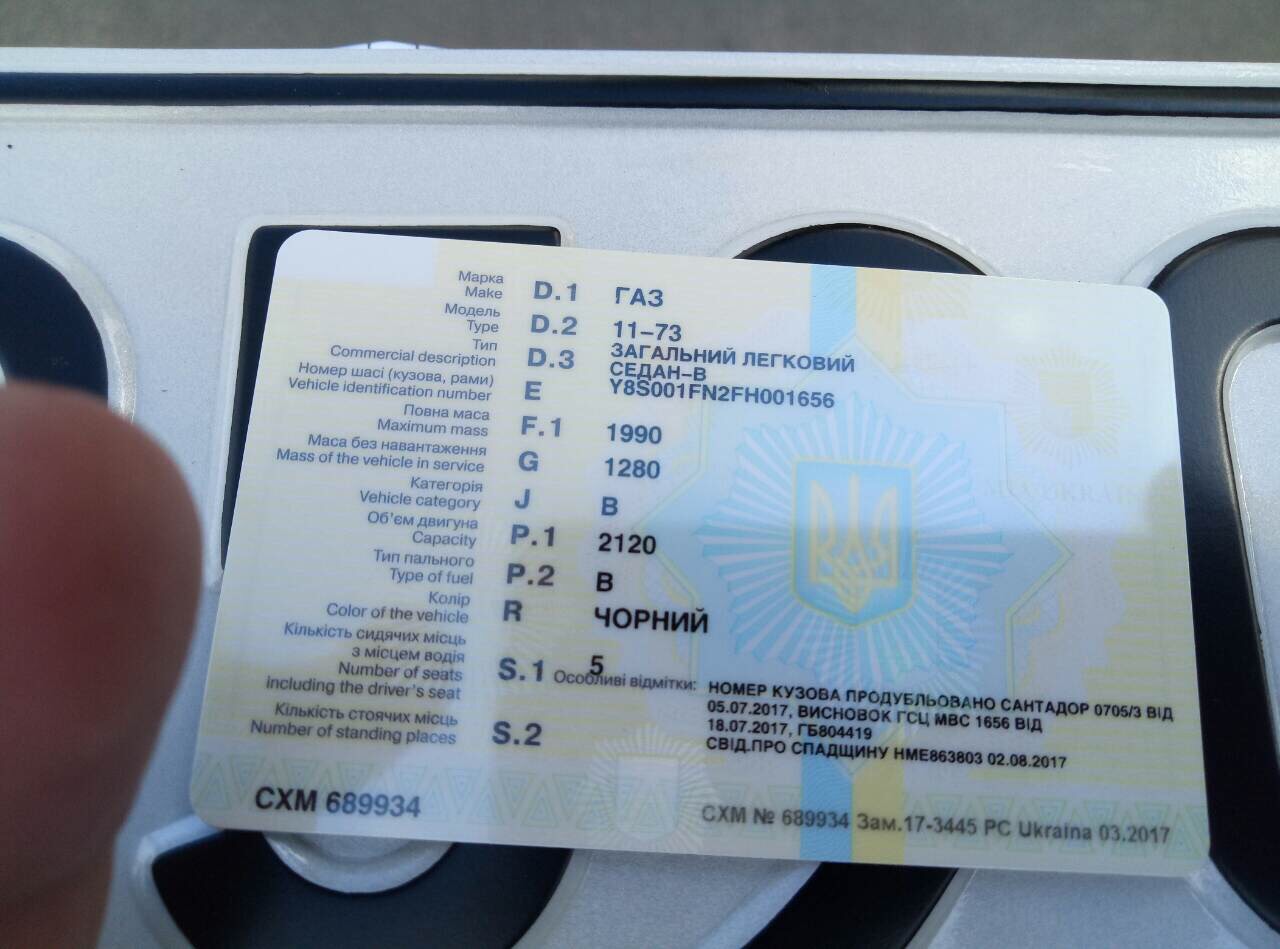 Марка
Make D.1 ГАЗ
Модель
Type D.2 11-73
Тип
Commercial description D.3 ЗАГАЛЬНИЙ ЛЕГКОВИЙ
СЕДАН-В
Номер шасі (кузова, рами)
Vehicle identification number E Y8S001FN2FH001656
Повна маса
Maximum mass F.1 1990
Маса без навантаження
Mass of the vehicle in service G 1280
Категорія
Vehicle category J B
Об'єм двигуна
Capacity P.1 2120
Тип пального
Type of fuel P.2 B
Колір
Color of the vehicle R ЧОРНИЙ
Кількість сидячих місць
з місцем водія
Number of seats
including the driver's seat S.1 5
Особливі відмітки: НОМЕР КУЗОВА ПРОДУБЛЬОВАНО САНТАДОР 0705/3 ВІД
05.07.2017, ВИСНОВОК ГСЦ МВС 1656 ВІД
18.07.2017, ГБ804419
СВІД.ПРО СПАДЩИНУ НМЕ863803 02.08.2017
Кількість стоячих місць
Number of standing places S.2
СХМ 689934
СХМ № 689934 Зам.17-3445 РС Ukraina 03.2017